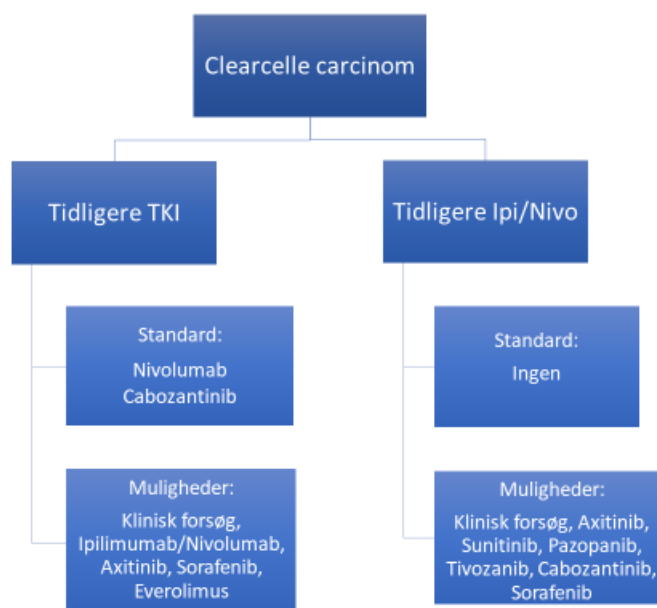 Clearcelle carcinom
Tidligere TKI
Standard:
Nivolumab
Cabozantinib
Muligheder:
Klinisk forsøg,
Ipilimumab/Nivolumab,
Axitinib, Sorafenib,
Everolimus
Tidligere Ipi/Nivo
Standard:
Ingen
Muligheder:
Klinisk forsøg, Axitinib,
Sunitinib, Pazopanib,
Tivozanib, Cabozantinib,
Sorafenib